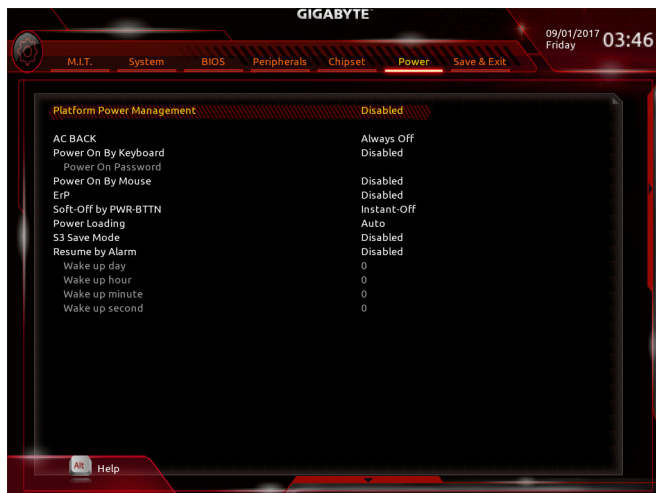 GIGABYTE™
09/01/2017 Friday 03:46
M.I.T. System BIOS Peripherals Chipset Power Save & Exit
Platform Power Management Disabled
AC BACK Always Off
Power On By Keyboard Disabled
Power On Password
Power On By Mouse Disabled
ErP Disabled
Soft-Off by PWR-BTTN Instant-Off
Power Loading Auto
S3 Save Mode Disabled
Resume by Alarm Disabled
Wake up day 0
Wake up hour 0
Wake up minute 0
Wake up second 0
Alt Help